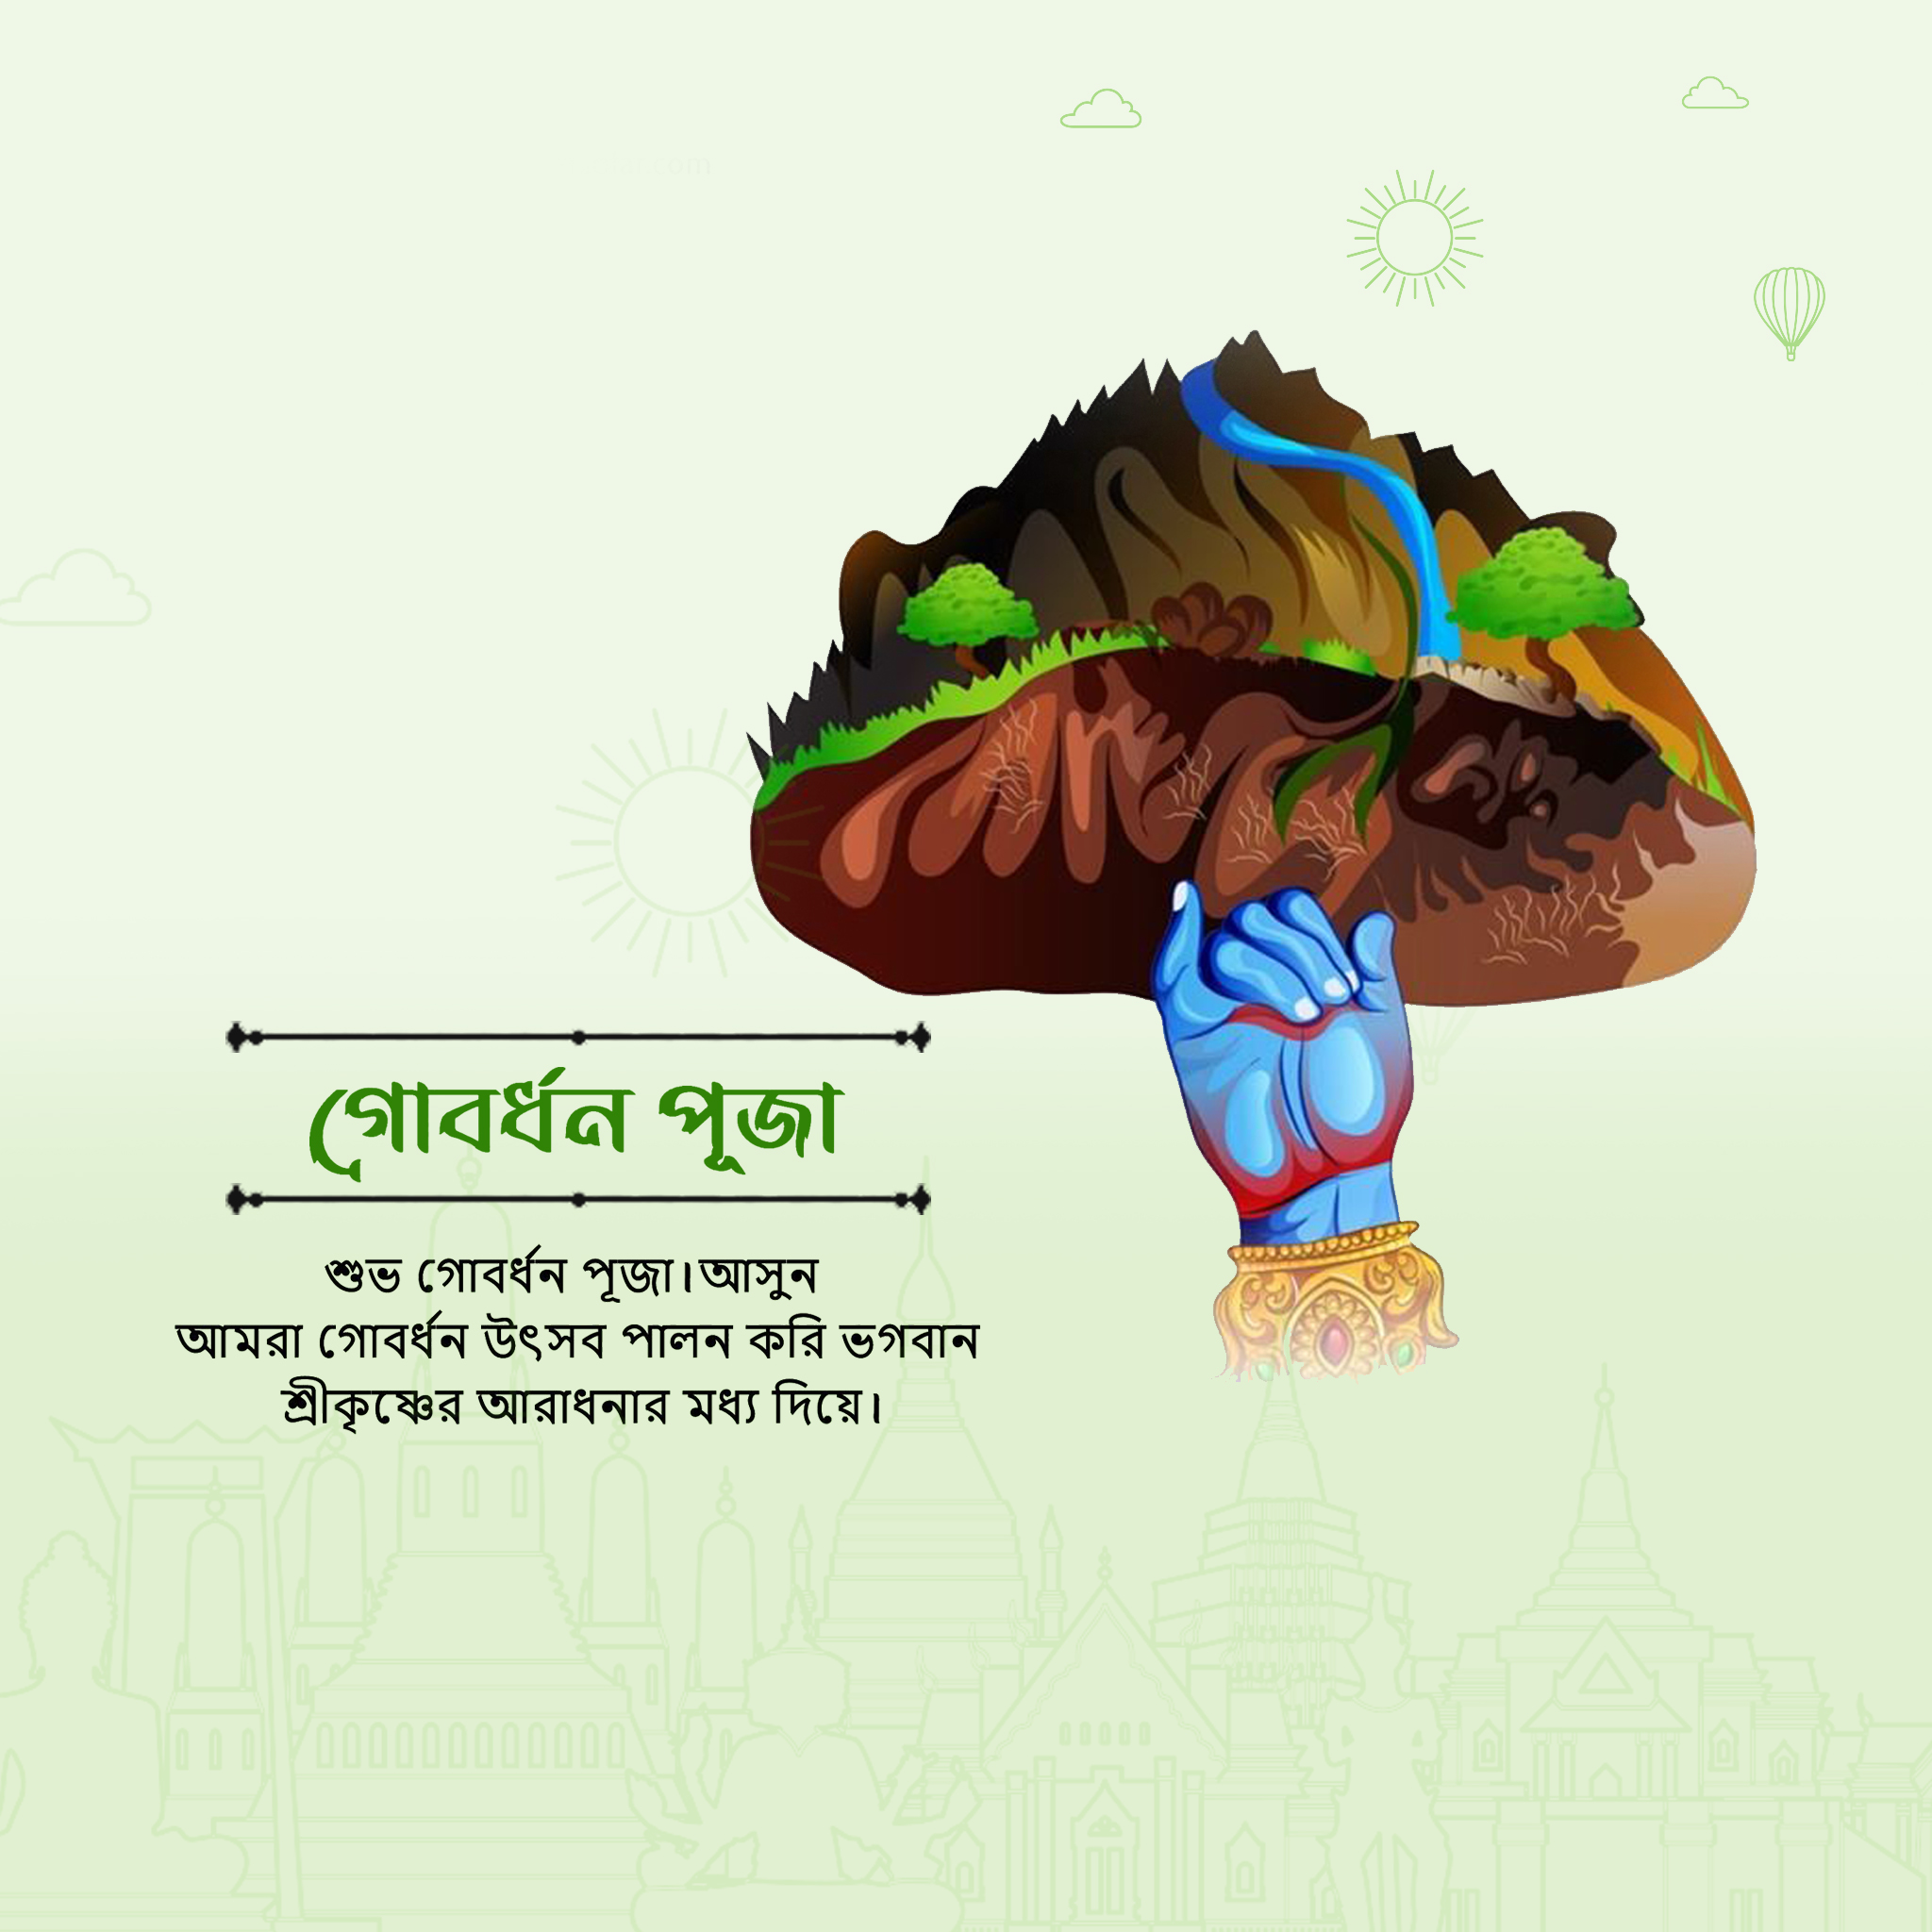 গোবর্ধন পূজা
শুভ গোবর্ধন পূজা।আসুন
আমরা গোবর্ধন উৎসব পালন করি ভগবান
শ্রীকৃষ্ণের আরাধনার মধ্য দিয়ে।